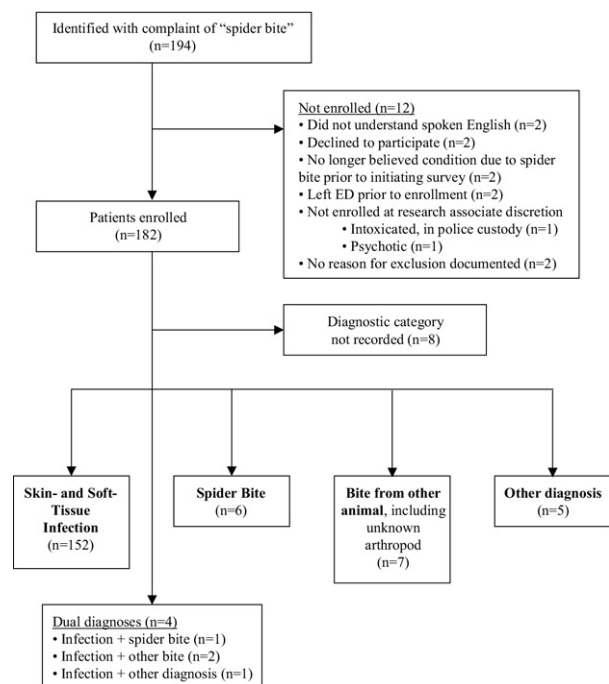 Identified with complaint of “spider bite”
(n=194)
Not enrolled (n=12)
• Did not understand spoken English (n=2)
• Declined to participate (n=2)
• No longer believed condition due to spider
bite prior to initiating survey (n=2)
• Left ED prior to enrollment (n=2)
• Not enrolled at research associate discretion
• Intoxicated, in police custody (n=1)
• Psychotic (n=1)
• No reason for exclusion documented (n=2)
Patients enrolled
(n=182)
Diagnostic category
not recorded (n=8)
Skin- and Soft-
Tissue
Infection
(n=152)
Spider Bite
(n=6)
Bite from other
animal, including
unknown
arthropod
(n=7)
Other diagnosis
(n=5)
Dual diagnoses (n=4)
• Infection + spider bite (n=1)
• Infection + other bite (n=2)
• Infection + other diagnosis (n=1)